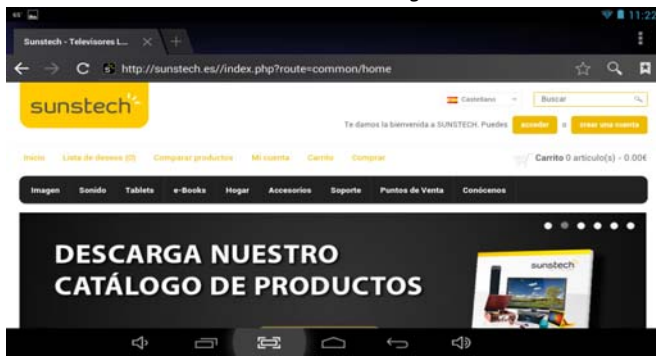 11:22
Sunstech - Televisores L...
http://sunstech.es//index.php?route=common/home
sunstech
Castellano
Buscar
Te damos la bienvenida a SUNSTECH. Puedes acceder o crear una cuenta
Inicio Lista de deseos (0) Comparar productos Mi cuenta Carrito Comprar
Carrito 0 artículo(s) - 0.00€
Imagen Sonido Tablets e-Books Hogar Accesorios Soporte Puntos de Venta Conócenos
DESCARGA NUESTRO
CATÁLOGO DE PRODUCTOS
sunstech